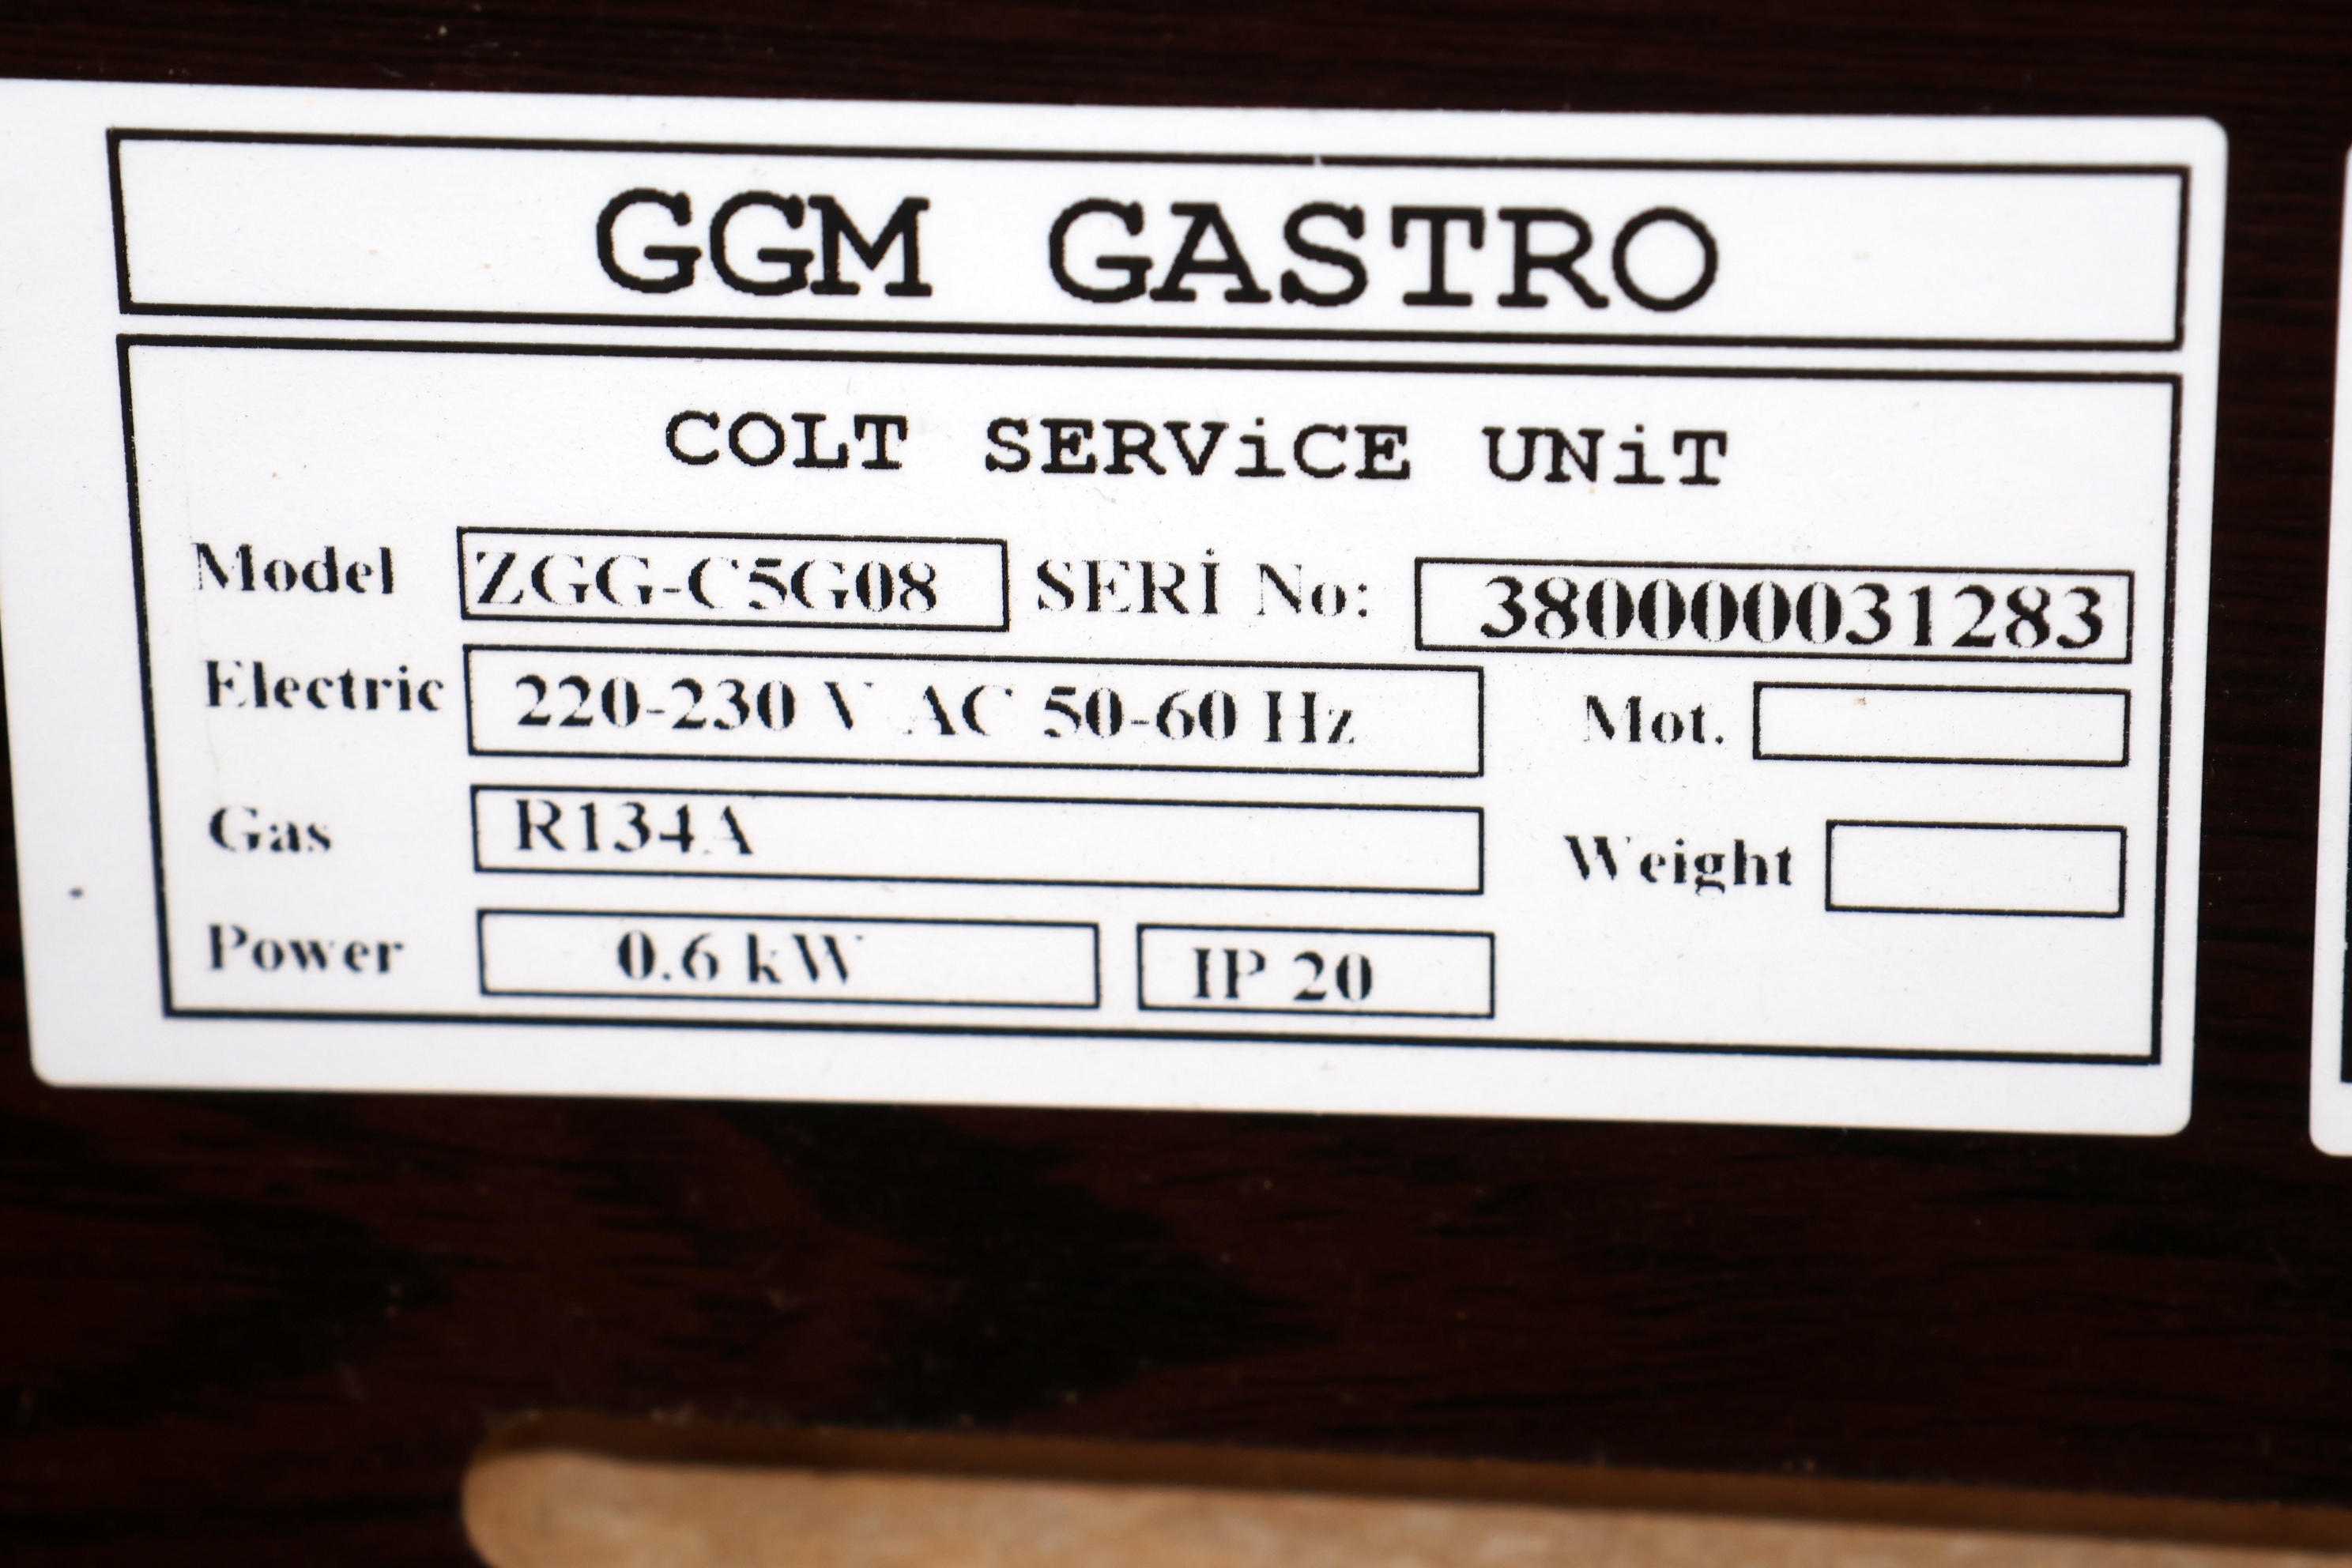 GGM GASTRO
COLT SERViCE UNiT
Model ZGG-C5G08 SERİ No: 380000031283
Electric 220-230 V AC 50-60 Hz Mot.
Gas R134A Weight
Power 0.6 kW IP 20